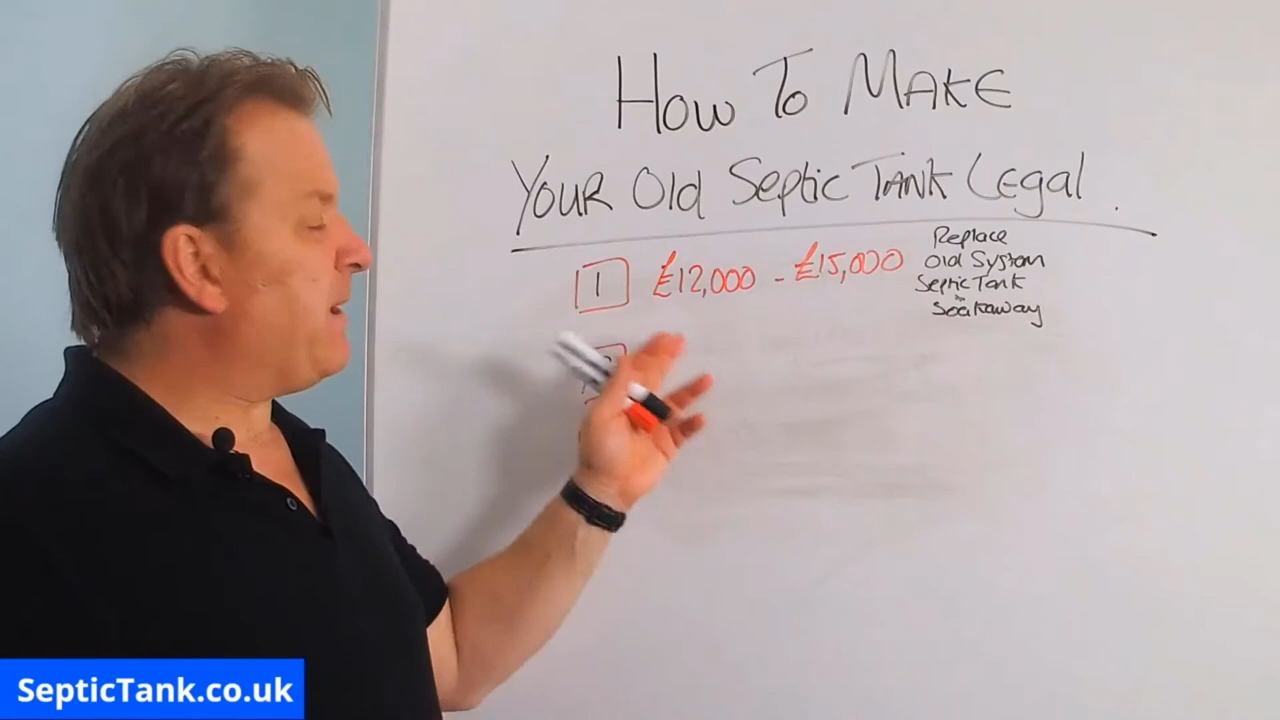 How To MAKE
YOUR Old Septic TANK Legal.
1 £12,000 - £15,000
Replace
Old System
Septic Tank
Soakaway
SepticTank.co.uk